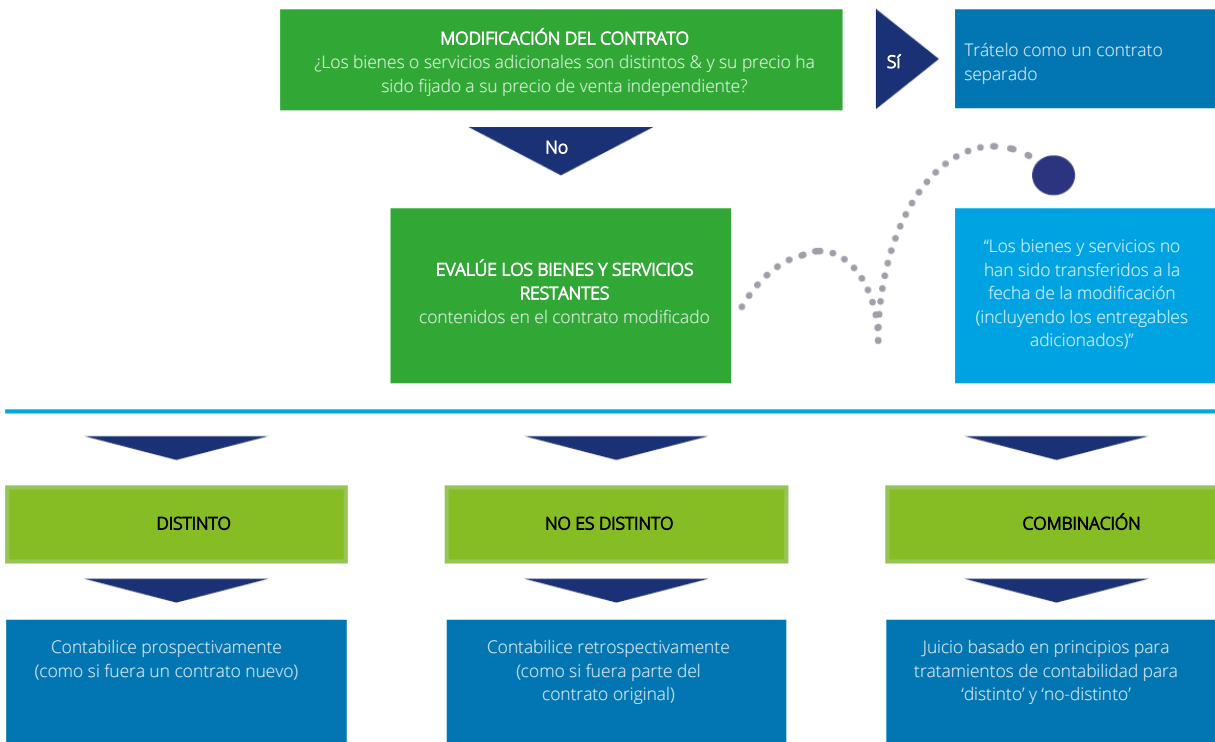 MODIFICACIÓN DEL CONTRATO
¿Los bienes o servicios adicionales son distintos & y su precio ha
sido fijado a su precio de venta independiente?
Sí
Trátelo como un contrato
separado
No
EVALÚE LOS BIENES Y SERVICIOS
RESTANTES
contenidos en el contrato modificado
“Los bienes y servicios no
han sido transferidos a la
fecha de la modificación
(incluyendo los entregables
adicionados)”
DISTINTO
NO ES DISTINTO
COMBINACIÓN
Contabilice prospectivamente
(como si fuera un contrato nuevo)
Contabilice retrospectivamente
(como si fuera parte del
contrato original)
Juicio basado en principios para
tratamientos de contabilidad para
‘distinto’ y ‘no-distinto’